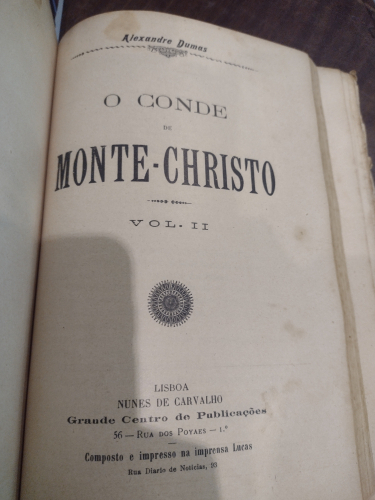 Alexandre Dumas
O CONDE
DE
MONTE-CHRISTO
VOL. II
LISBOA
NUNES DE CARVALHO
Grande Centro de Publicações
56 — RUA DOS POYAES — 1.º
Composto e impresso na imprensa Lucas
Rua Diario de Noticias, 93